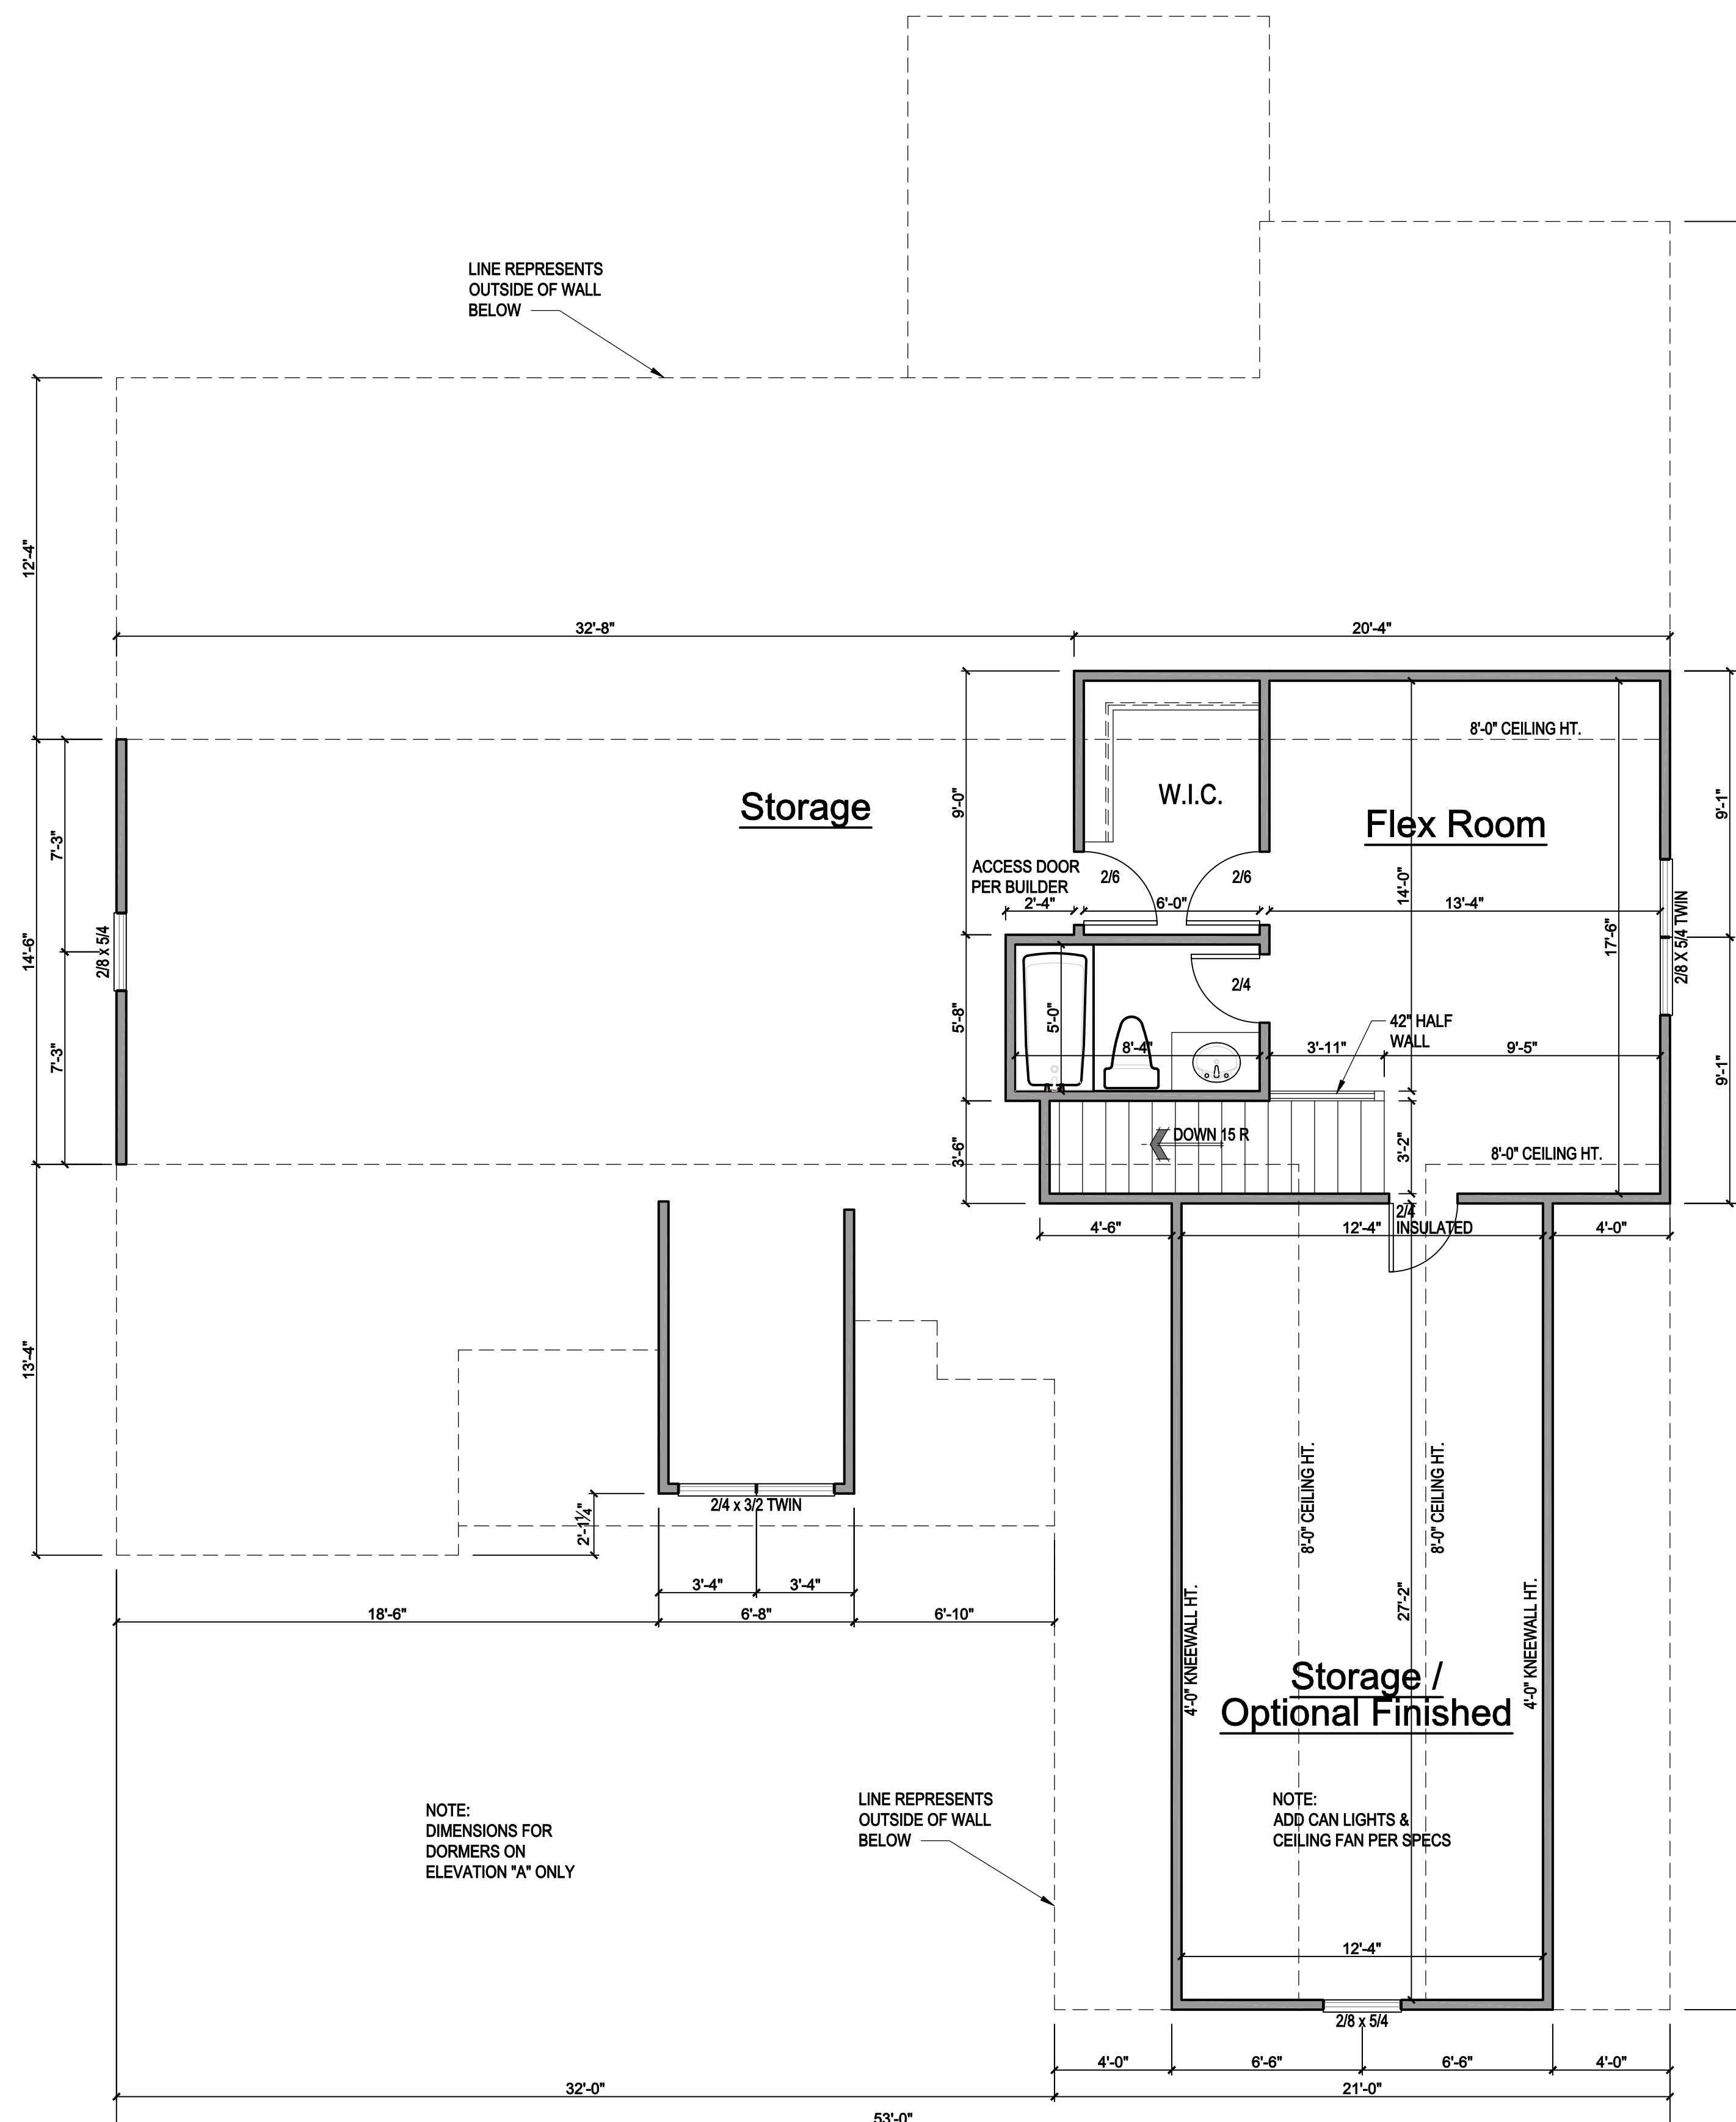 LINE REPRESENTS
OUTSIDE OF WALL
BELOW
12'-4"
32'-8"
20'-4"
8'-0" CEILING HT.
W.I.C.
Storage
Flex Room
9'-0"
9'-1"
7'-3"
14'-6"
2/8 X 5/4
7'-3"
ACCESS DOOR
PER BUILDER
2/6
2/6
2'-4"
6'-0"
14'-0"
13'-4"
17'-6"
2/8 X 5/4 TWIN
2/4
5'-8"
5'-0"
8'-4"
42" HALF
WALL
3'-11"
9'-5"
9'-1"
DOWN 15 R
3'-6"
3'-2"
8'-0" CEILING HT.
2/4
INSULATED
4'-6"
12'-4"
4'-0"
13'-4"
2/4 x 3/2 TWIN
2'-1¼"
3'-4"
3'-4"
18'-6"
6'-8"
6'-10"
8'-0" CEILING HT.
8'-0" CEILING HT.
4'-0" KNEEWALL HT.
27'-2"
4'-0" KNEEWALL HT.
Storage /
Optional Finished
NOTE:
DIMENSIONS FOR
DORMERS ON
ELEVATION "A" ONLY
LINE REPRESENTS
OUTSIDE OF WALL
BELOW
NOTE:
ADD CAN LIGHTS &
CEILING FAN PER SPECS
12'-4"
2/8 x 5/4
4'-0"
6'-6"
6'-6"
4'-0"
32'-0"
21'-0"
53'-0"